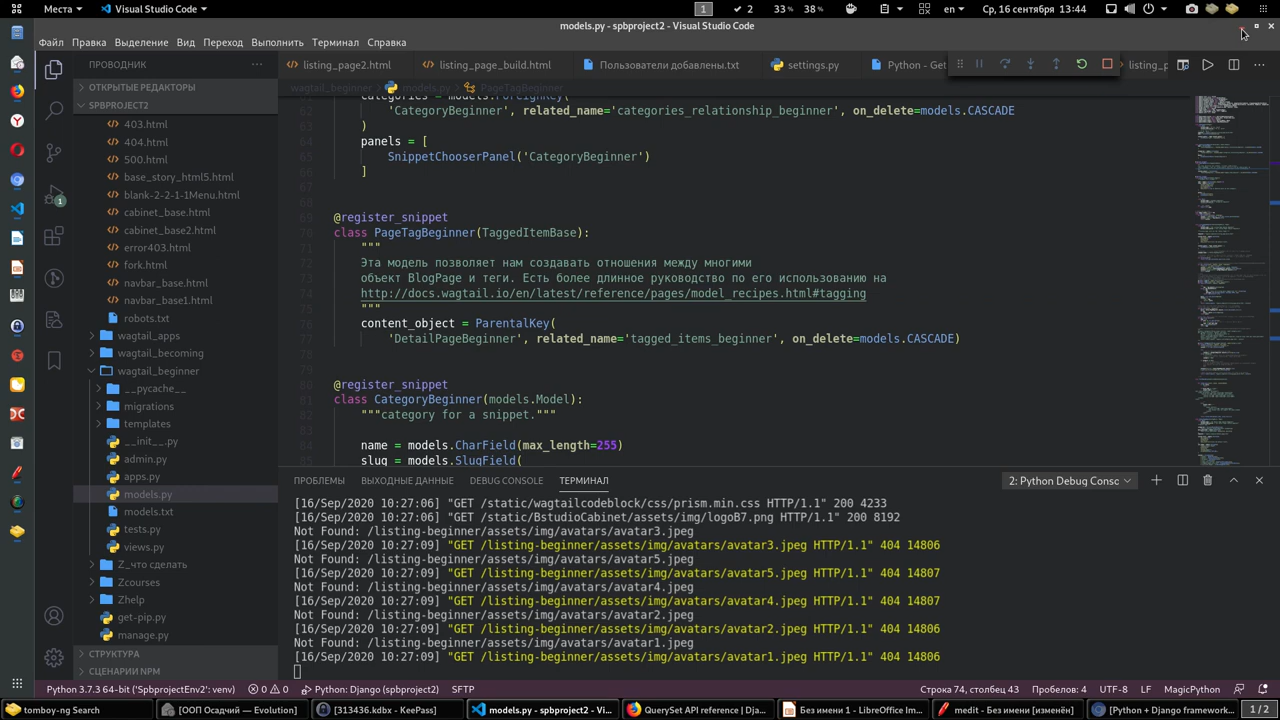 Места
Visual Studio Code
1
2
33 %
38 %
en
Ср, 16 сентября 13:44
models.py - spbproject2 - Visual Studio Code
Файл Правка Выделение Вид Переход Выполнить Терминал Справка
ПРОВОДНИК
listing_page2.html
listing_page_build.html
Пользователи добавлены.txt
settings.py
Python - Get
listing_p
ОТКРЫТЫЕ РЕДАКТОРЫ
wagtail_beginner models.py PageTagBeginner
SPBPROJECT2
403.html
404.html
500.html
base_story_html5.html
blank-2-2-1-1Menu.html
cabinet_base.html
cabinet_base2.html
error403.html
fork.html
navbar_base.html
navbar_base1.html
robots.txt
wagtail_apps
wagtail_becoming
wagtail_beginner
__pycache__
migrations
templates
__init__.py
admin.py
apps.py
models.py
models.txt
tests.py
views.py
Z_что сделать
Zcourses
Zhelp
get-pip.py
manage.py
СТРУКТУРА
СЦЕНАРИИ NPM
categories = models.ForeignKey(
'CategoryBeginner', related_name='categories_relationship_beginner', on_delete=models.CASCADE
)
panels = [
SnippetChooserPanel('CategoryBeginner')
]
@register_snippet
class PageTagBeginner(TaggedItemBase):
"""
Эта модель позволяет нам создавать отношения между многими
объект BlogPage и теги. Есть более длинное руководство по его использованию на
http://docs.wagtail.io/en/latest/reference/pages/model_recipes.html#tagging
"""
content_object = ParentalKey(
'DetailPageBeginner', related_name='tagged_items_beginner', on_delete=models.CASCADE)
@register_snippet
class CategoryBeginner(models.Model):
"""category for a snippet."""
name = models.CharField(max_length=255)
slug = models.SlugField(
ПРОБЛЕМЫ ВЫХОДНЫЕ ДАННЫЕ DEBUG CONSOLE ТЕРМИНАЛ
2: Python Debug Consc
[16/Sep/2020 10:27:06] "GET /static/wagtailcodeblock/css/prism.min.css HTTP/1.1" 200 4233
[16/Sep/2020 10:27:06] "GET /static/BstudioCabinet/assets/img/logoB7.png HTTP/1.1" 200 8192
Not Found: /listing-beginner/assets/img/avatars/avatar3.jpeg
[16/Sep/2020 10:27:09] "GET /listing-beginner/assets/img/avatars/avatar3.jpeg HTTP/1.1" 404 14806
Not Found: /listing-beginner/assets/img/avatars/avatar5.jpeg
[16/Sep/2020 10:27:09] "GET /listing-beginner/assets/img/avatars/avatar5.jpeg HTTP/1.1" 404 14807
Not Found: /listing-beginner/assets/img/avatars/avatar4.jpeg
[16/Sep/2020 10:27:09] "GET /listing-beginner/assets/img/avatars/avatar4.jpeg HTTP/1.1" 404 14807
Not Found: /listing-beginner/assets/img/avatars/avatar2.jpeg
[16/Sep/2020 10:27:09] "GET /listing-beginner/assets/img/avatars/avatar2.jpeg HTTP/1.1" 404 14806
Not Found: /listing-beginner/assets/img/avatars/avatar1.jpeg
[16/Sep/2020 10:27:09] "GET /listing-beginner/assets/img/avatars/avatar1.jpeg HTTP/1.1" 404 14806
Python 3.7.3 64-bit ('SpbprojectEnv2': venv)
0
0
Python: Django (spbproject2)
SFTP
Строка 74, столбец 43
Пробелов: 4
UTF-8
LF
MagicPython
tomboy-ng Search
[ООП Осадчий — Evolution]
[313436.kdbx - KeePass]
models.py - spbproject2 - Vi...
QuerySet API reference | Djan...
Без имени 1 - LibreOffice Im...
medit - Без имени [изменён]
[Python + Django framework...
1 / 2